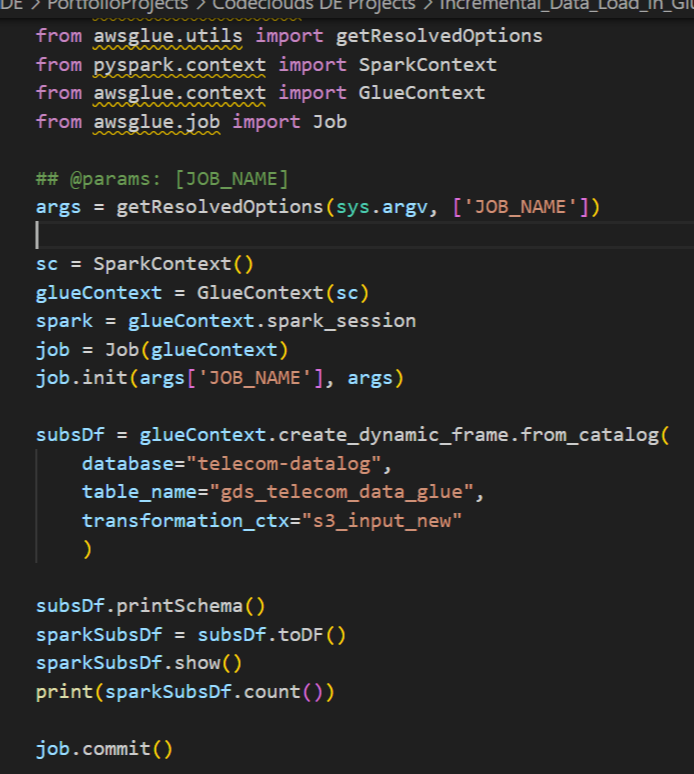 DE > PortfolioProjects > Codeclouds DE Projects > Incremental_Data_Load_in_Glu
from awsglue.utils import getResolvedOptions
from pyspark.context import SparkContext
from awsglue.context import GlueContext
from awsglue.job import Job
## @params: [JOB_NAME]
args = getResolvedOptions(sys.argv, ['JOB_NAME'])
sc = SparkContext()
glueContext = GlueContext(sc)
spark = glueContext.spark_session
job = Job(glueContext)
job.init(args['JOB_NAME'], args)
subsDf = glueContext.create_dynamic_frame.from_catalog(
    database="telecom-datalog",
    table_name="gds_telecom_data_glue",
    transformation_ctx="s3_input_new"
    )
subsDf.printSchema()
sparkSubsDf = subsDf.toDF()
sparkSubsDf.show()
print(sparkSubsDf.count())
job.commit()